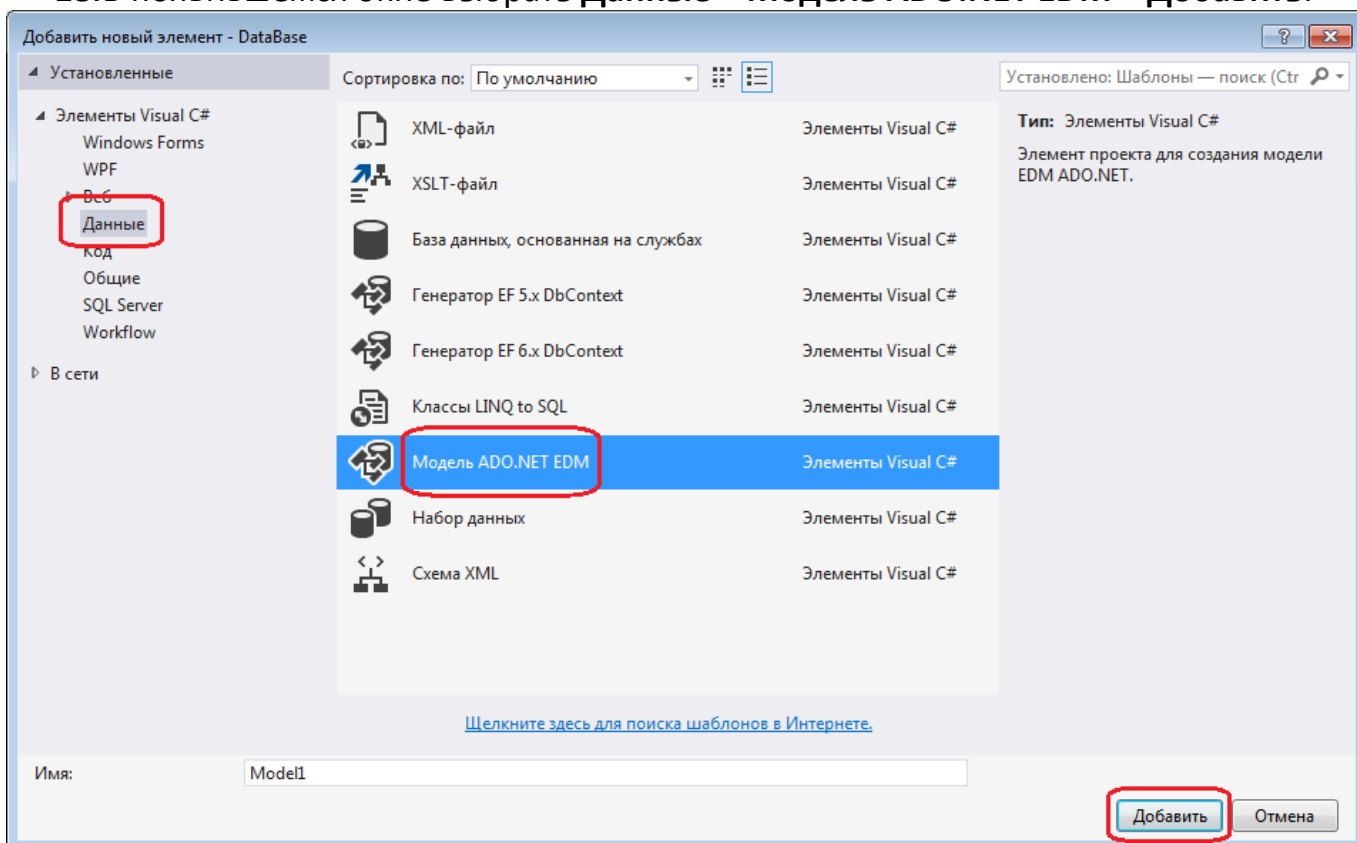 Добавить новый элемент - DataBase
Установленные
Сортировка по: По умолчанию
Установлено: Шаблоны — поиск (Ctr
Элементы Visual C#
Windows Forms
WPF
Веб
Данные
Код
Общие
SQL Server
Workflow
В сети
XML-файл Элементы Visual C#
XSLT-файл Элементы Visual C#
База данных, основанная на службах Элементы Visual C#
Генератор EF 5.x DbContext Элементы Visual C#
Генератор EF 6.x DbContext Элементы Visual C#
Классы LINQ to SQL Элементы Visual C#
Модель ADO.NET EDM Элементы Visual C#
Набор данных Элементы Visual C#
Схема XML Элементы Visual C#
Тип: Элементы Visual C#
Элемент проекта для создания модели
EDM ADO.NET.
Щелкните здесь для поиска шаблонов в Интернете.
Имя: Model1
Добавить Отмена